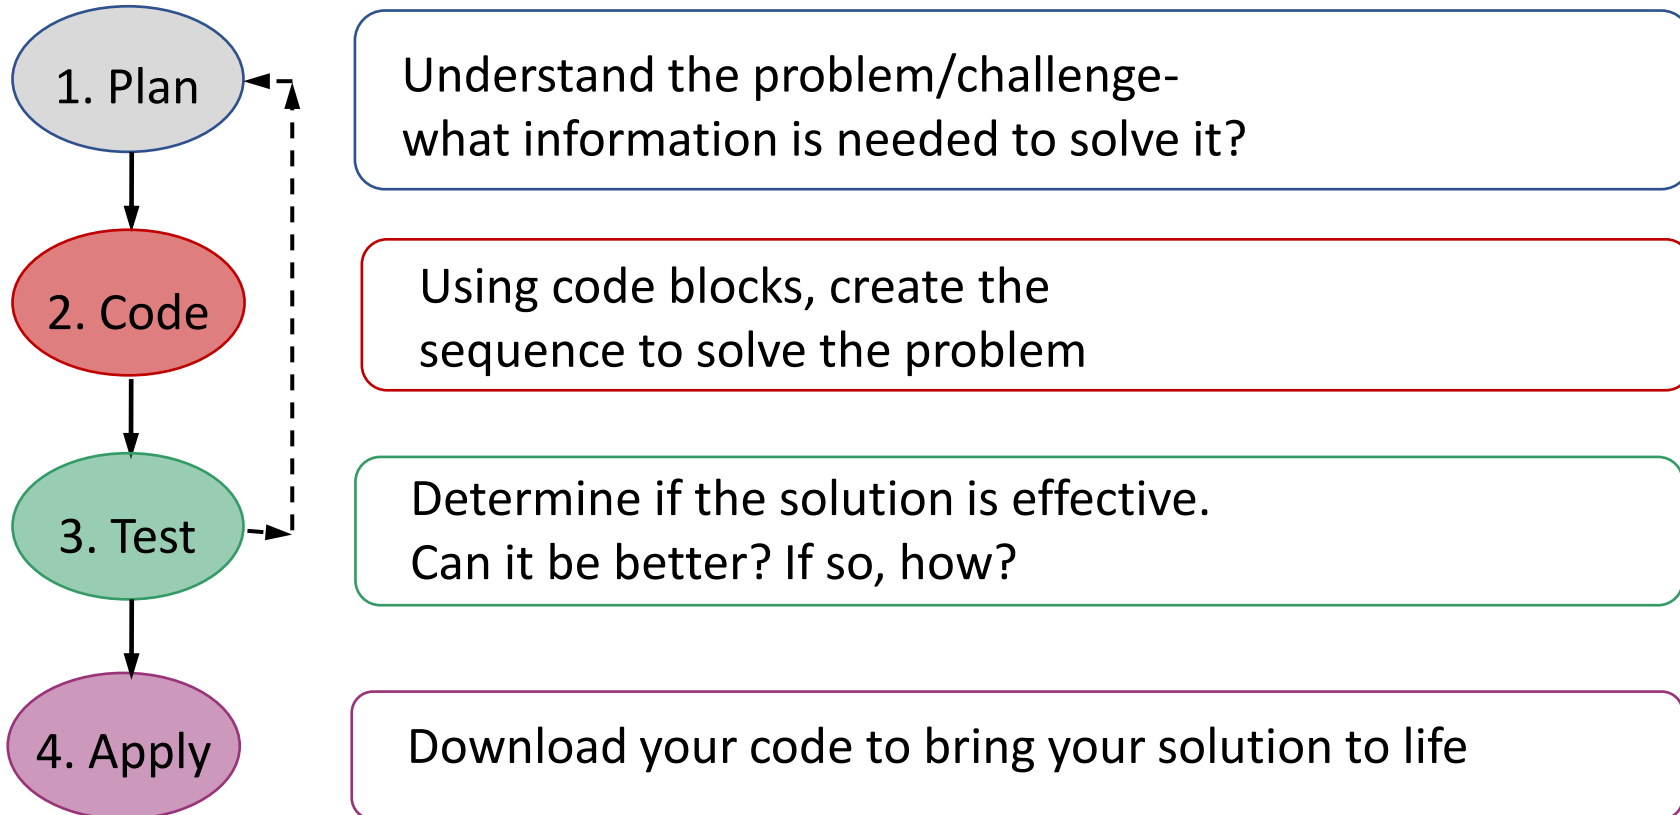 1. Plan
Understand the problem/challenge-
what information is needed to solve it?
2. Code
Using code blocks, create the
sequence to solve the problem
3. Test
Determine if the solution is effective.
Can it be better? If so, how?
4. Apply
Download your code to bring your solution to life